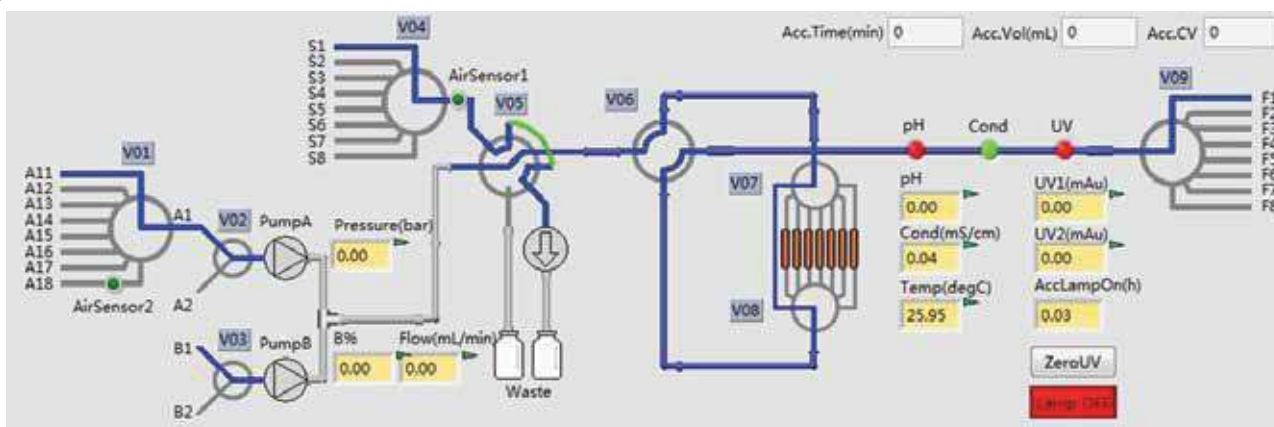 Acc.Time(min) 0 Acc.Vol(mL) 0 Acc.CV 0
V04
S1
S2
S3
S4
S5
S6
S7
S8
AirSensor1
V05
V06
V09
F1
F2
F3
F4
F5
F6
F7
F8
pH Cond UV
V01
A11
A12
A13
A14
A15
A16
A17
A18
AirSensor2
A1
V02
A2
PumpA
Pressure(bar)
0.00
V03
B1
B2
PumpB
B%
0.00
Flow(mL/min)
0.00
Waste
V07
V08
pH
0.00
Cond(mS/cm)
0.04
Temp(degC)
25.95
UV1(mAu)
0.00
UV2(mAu)
0.00
AccLampOn(h)
0.03
ZeroUV